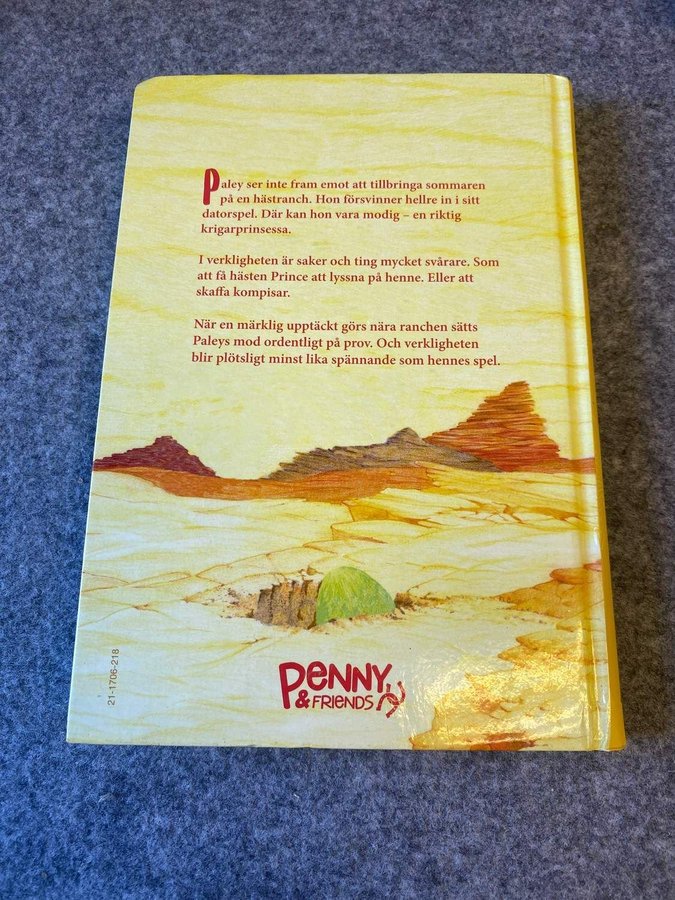 Paley ser inte fram emot att tillbringa sommaren
på en hästranch. Hon försvinner hellre in i sitt
datorspel. Där kan hon vara modig – en riktig
krigarprinsessa.
I verkligheten är saker och ting mycket svårare. Som
att få hästen Prince att lyssna på henne. Eller att
skaffa kompisar.
När en märklig upptäckt görs nära ranchen sätts
Paleys mod ordentligt på prov. Och verkligheten
blir plötsligt minst lika spännande som hennes spel.
21-1706-218
PENNY
& FRIENDS